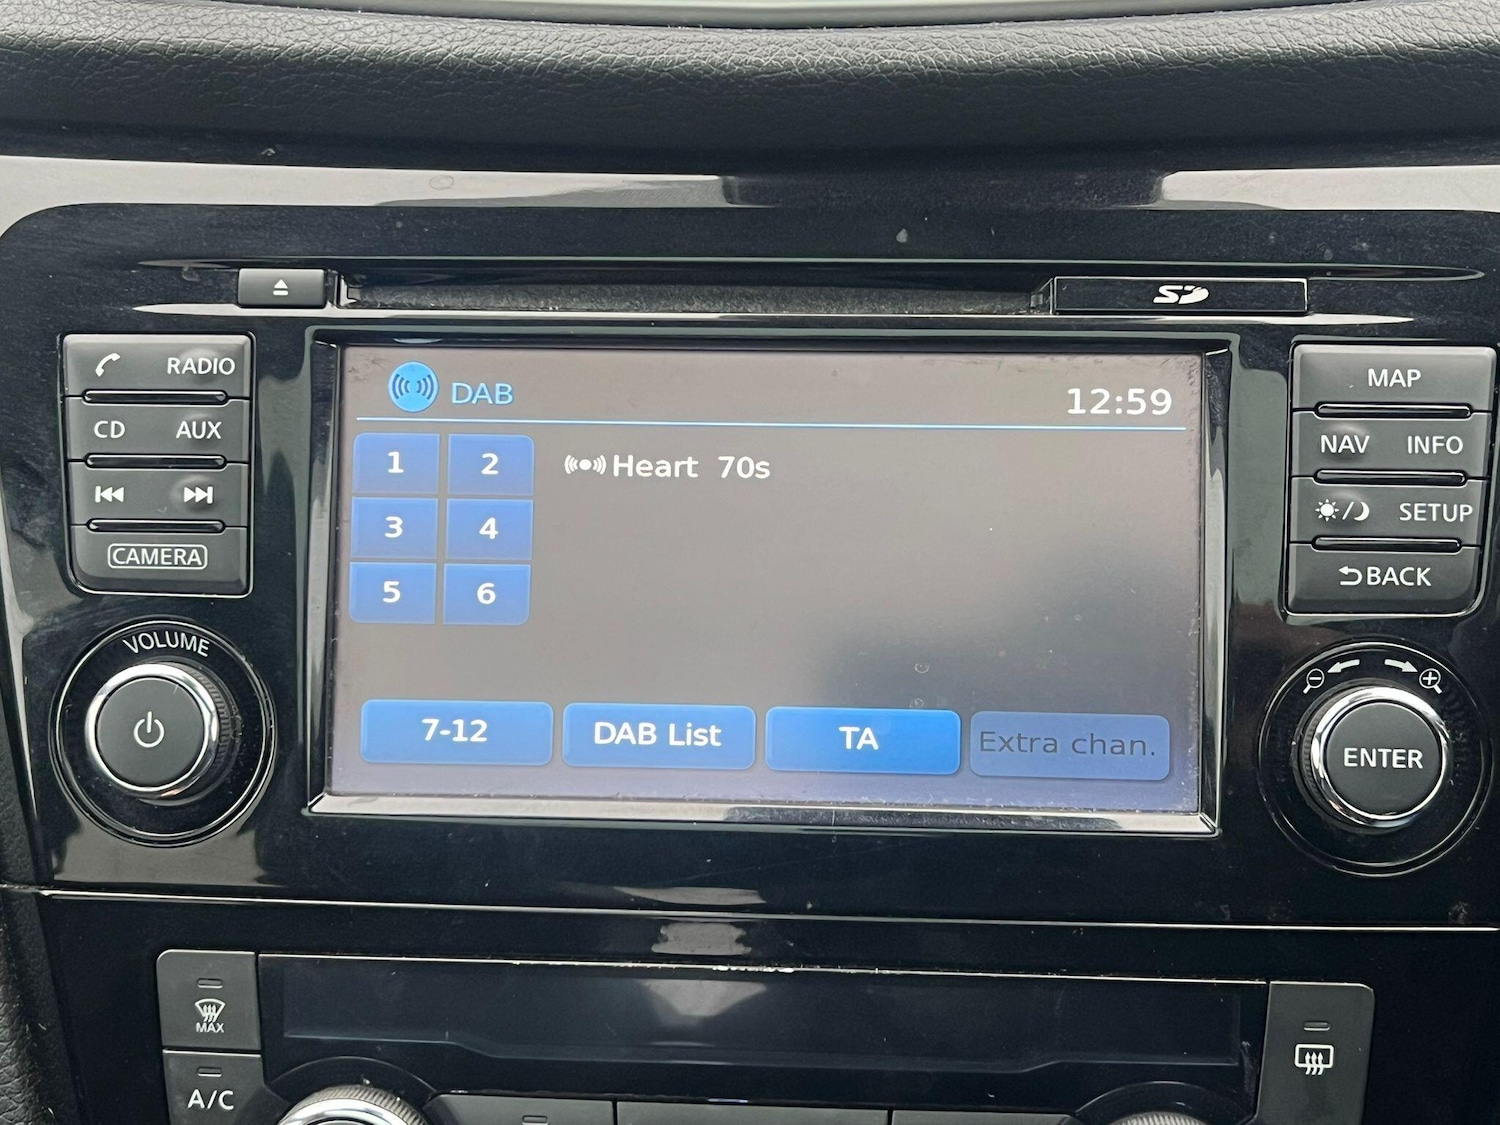 SD
RADIO
CD AUX
CAMERA
VOLUME
DAB
12:59
1 2
Heart 70s
3 4
5 6
7-12
DAB List
TA
Extra chan.
MAP
NAV INFO
SETUP
BACK
ENTER
MAX
A/C